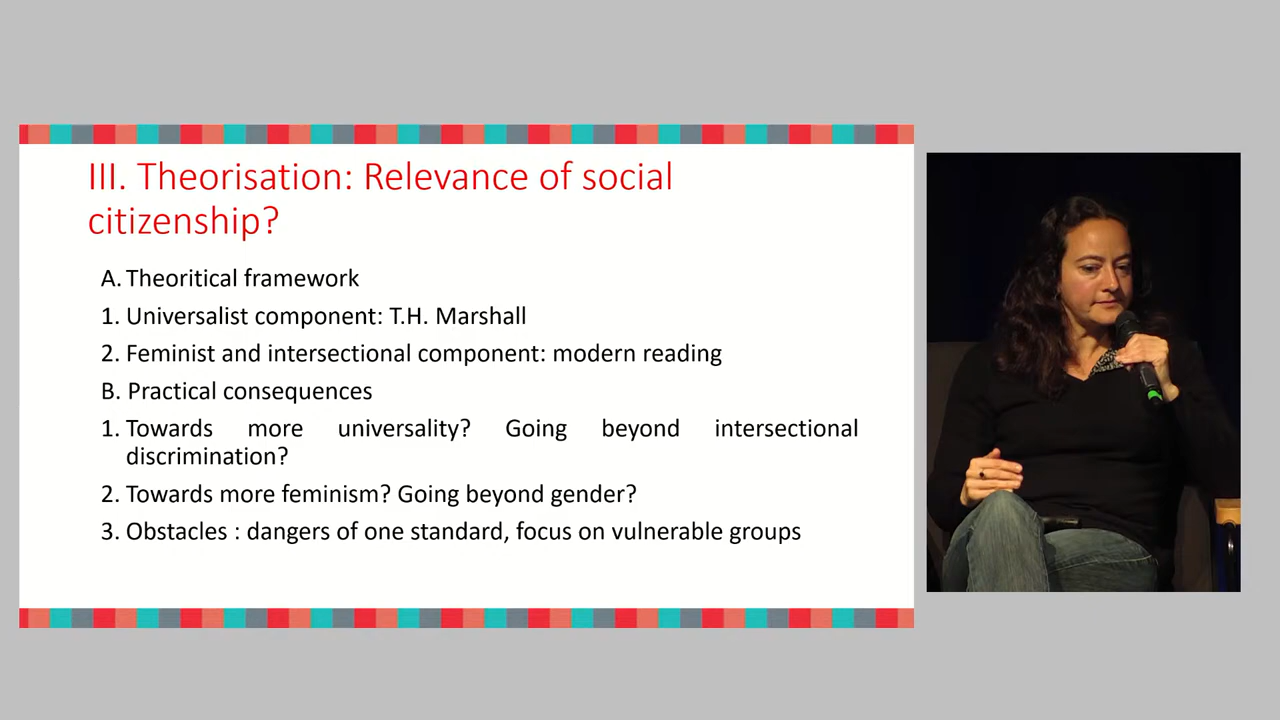 III. Theorisation: Relevance of social
citizenship?
A. Theoritical framework
1. Universalist component: T.H. Marshall
2. Feminist and intersectional component: modern reading
B. Practical consequences
1. Towards more universality? Going beyond intersectional
discrimination?
2. Towards more feminism? Going beyond gender?
3. Obstacles : dangers of one standard, focus on vulnerable groups